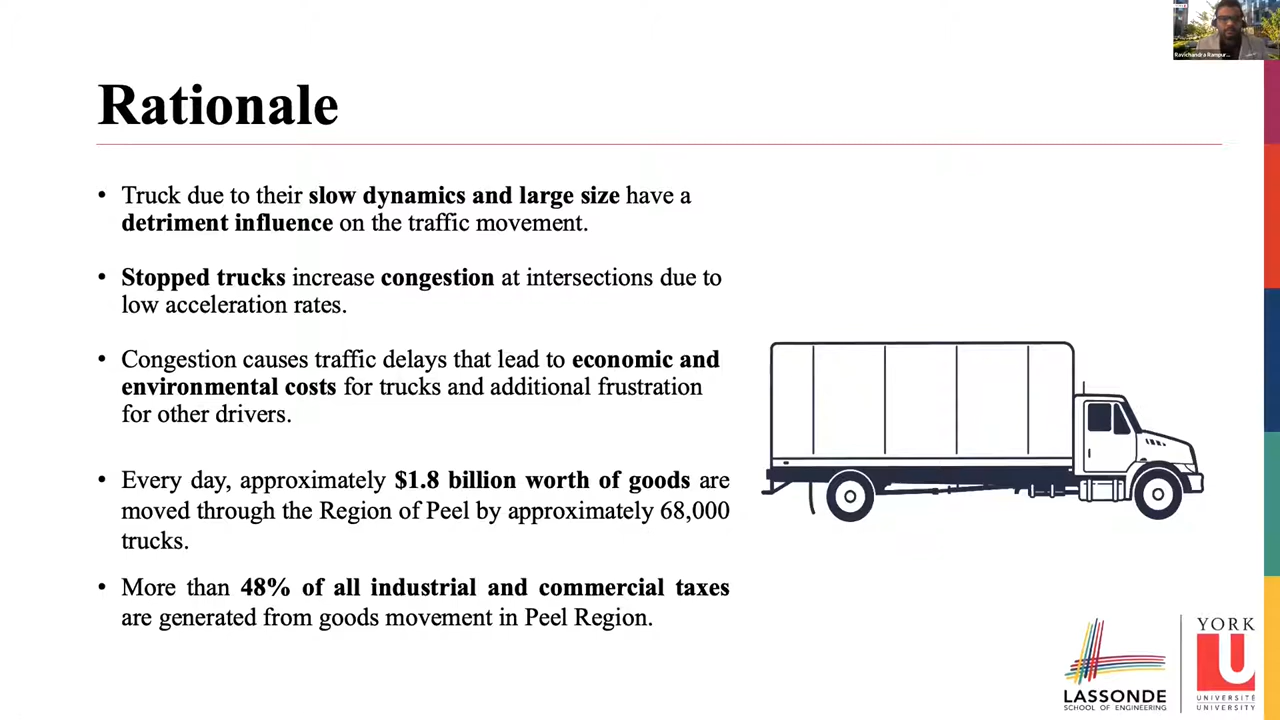 Ravichandra Rampur...
Rationale
• Truck due to their slow dynamics and large size have a
detriment influence on the traffic movement.
• Stopped trucks increase congestion at intersections due to
low acceleration rates.
• Congestion causes traffic delays that lead to economic and
environmental costs for trucks and additional frustration
for other drivers.
• Every day, approximately $1.8 billion worth of goods are
moved through the Region of Peel by approximately 68,000
trucks.
• More than 48% of all industrial and commercial taxes
are generated from goods movement in Peel Region.
LASSONDE
SCHOOL OF ENGINEERING
YORK
U
UNIVERSITÉ
UNIVERSITY